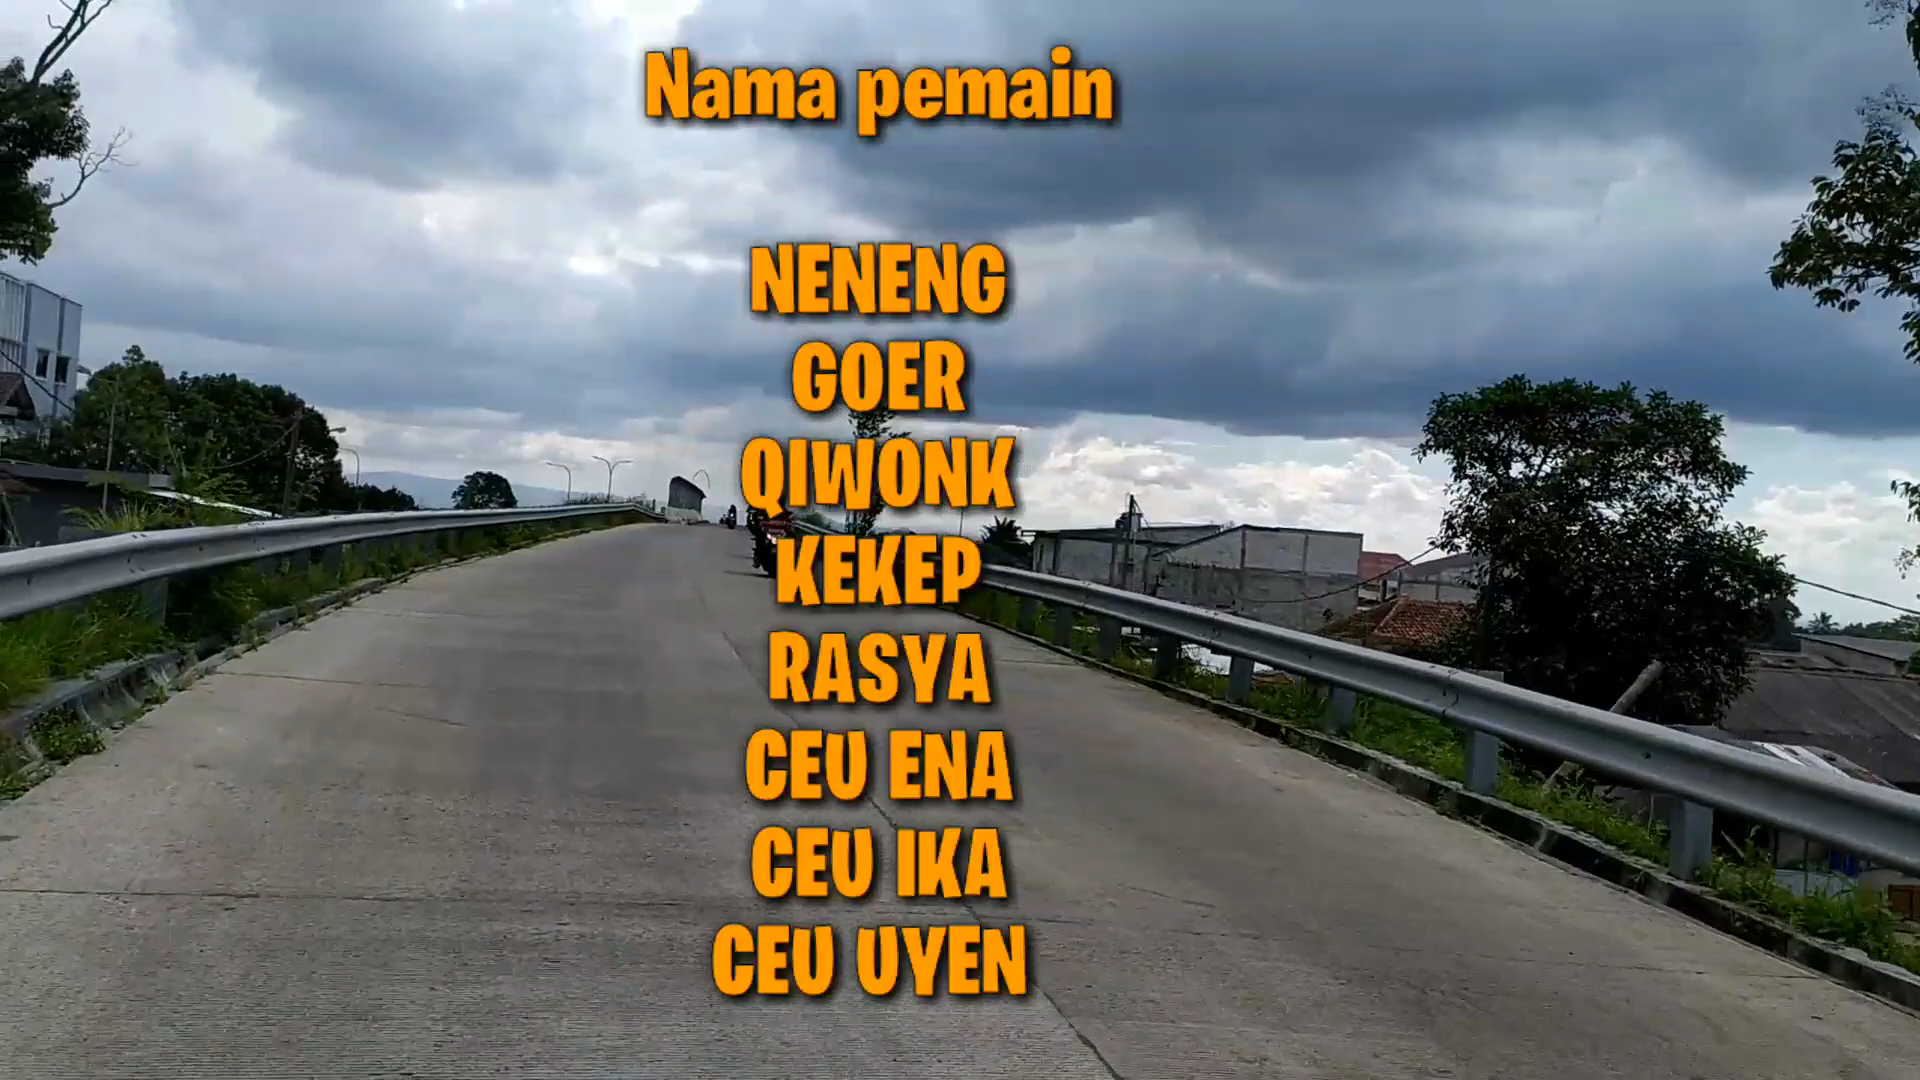 Nama pemain
NENENG
GOER
QIWONK
KEKEP
RASYA
CEU ENA
CEU IKA
CEU UYEN